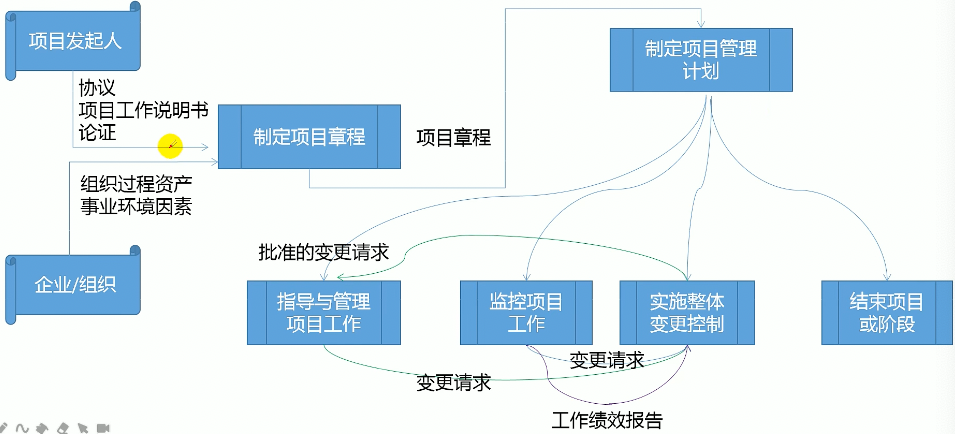 项目发起人
协议
项目工作说明书
论证
组织过程资产
事业环境因素
企业/组织
制定项目章程
项目章程
制定项目管理
计划
批准的变更请求
指导与管理
项目工作
监控项目
工作
实施整体
变更控制
结束项目
或阶段
变更请求
变更请求
工作绩效报告